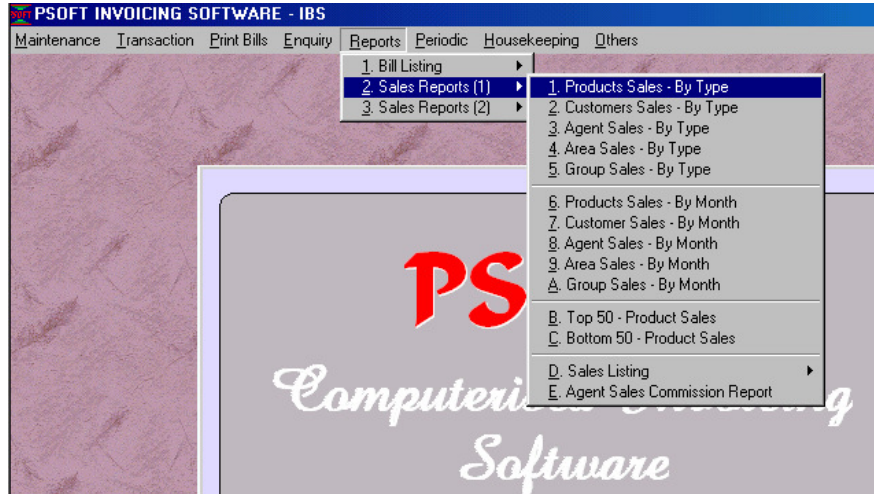 PSOFT INVOICING SOFTWARE - IBS
Maintenance Transaction Print Bills Enquiry Reports Periodic Housekeeping Others
1. Bill Listing
2. Sales Reports (1)
3. Sales Reports (2)
1. Products Sales - By Type
2. Customers Sales - By Type
3. Agent Sales - By Type
4. Area Sales - By Type
5. Group Sales - By Type
6. Products Sales - By Month
7. Customer Sales - By Month
8. Agent Sales - By Month
9. Area Sales - By Month
A. Group Sales - By Month
B. Top 50 - Product Sales
C. Bottom 50 - Product Sales
D. Sales Listing
E. Agent Sales Commission Report
PS
Software